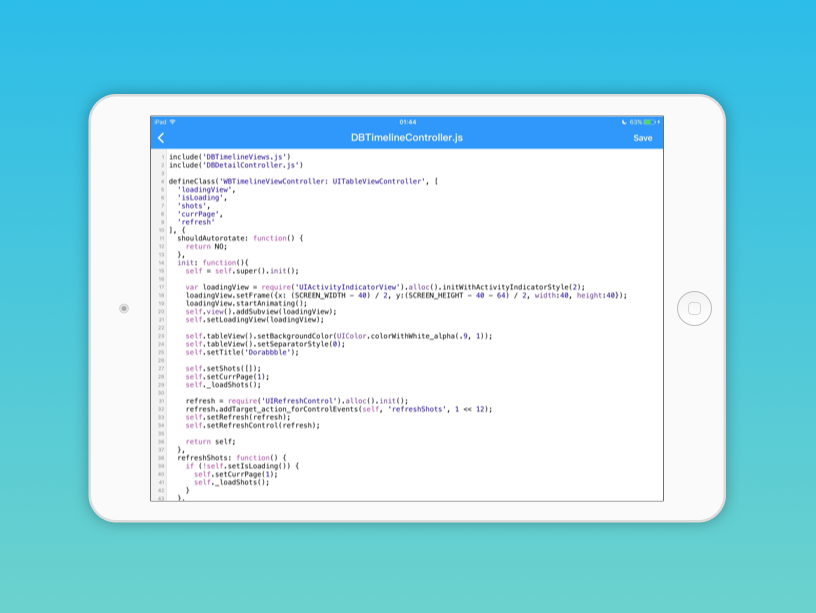 iPad 01:44 63%
DBTimelineController.js Save
1 include('DBTimelineViews.js')
2 include('DBDetailController.js')
3
4 defineClass('WBTimelineViewController: UITableViewController', [
5 'loadingView',
6 'isLoading',
7 'shots',
8 'currPage',
9 'refresh'
10 ], {
11 shouldAutorotate: function() {
12 return NO;
13 },
14 init: function(){
15 self = self.super().init();
16
17 var loadingView = require('UIActivityIndicatorView').alloc().initWithActivityIndicatorStyle(2);
18 loadingView.setFrame({x: (SCREEN_WIDTH - 40) / 2, y:(SCREEN_HEIGHT - 40 - 64) / 2, width:40, height:40});
19 loadingView.startAnimating();
20 self.view().addSubview(loadingView);
21 self.setLoadingView(loadingView);
22
23 self.tableView().setBackgroundColor(UIColor.colorWithWhite_alpha(.9, 1));
24 self.tableView().setSeparatorStyle(0);
25 self.setTitle('Dorabbble');
26
27 self.setShots([]);
28 self.setCurrPage(1);
29 self._loadShots();
30
31 refresh = require('UIRefreshControl').alloc().init();
32 refresh.addTarget_action_forControlEvents(self, 'refreshShots', 1 << 12);
33 self.setRefresh(refresh);
34 self.setRefreshControl(refresh);
35
36 return self;
37 },
38 refreshShots: function() {
39 if (!self.setIsLoading()) {
40 self.setCurrPage(1);
41 self._loadShots();
42 }
43 },